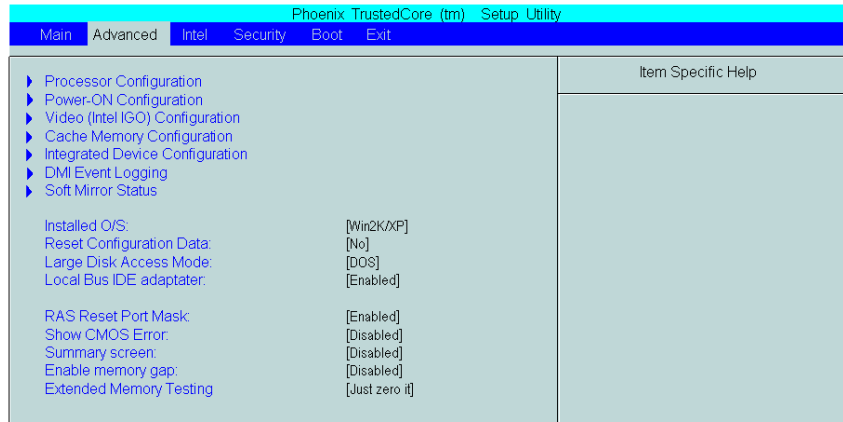 Phoenix TrustedCore (tm) Setup Utility
Main Advanced Intel Security Boot Exit
Item Specific Help
Processor Configuration
Power-ON Configuration
Video (Intel IGO) Configuration
Cache Memory Configuration
Integrated Device Configuration
DMI Event Logging
Soft Mirror Status
Installed O/S: [Win2K/XP]
Reset Configuration Data: [No]
Large Disk Access Mode: [DOS]
Local Bus IDE adaptater: [Enabled]
RAS Reset Port Mask: [Enabled]
Show CMOS Error: [Disabled]
Summary screen: [Disabled]
Enable memory gap: [Disabled]
Extended Memory Testing [Just zero it]